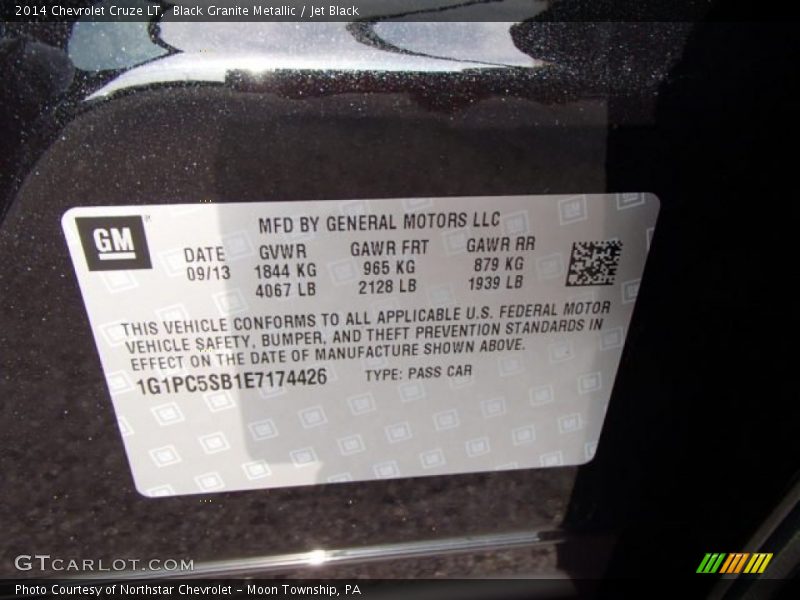 2014 Chevrolet Cruze LT, Black Granite Metallic / Jet Black
GM
MFD BY GENERAL MOTORS LLC
DATE GVWR GAWR FRT GAWR RR
09/13 1844 KG 965 KG 879 KG
4067 LB 2128 LB 1939 LB
THIS VEHICLE CONFORMS TO ALL APPLICABLE U.S. FEDERAL MOTOR
VEHICLE SAFETY, BUMPER, AND THEFT PREVENTION STANDARDS IN
EFFECT ON THE DATE OF MANUFACTURE SHOWN ABOVE.
1G1PC5SB1E7174426 TYPE: PASS CAR
GTCARLOT.COM
Photo Courtesy of Northstar Chevrolet - Moon Township, PA